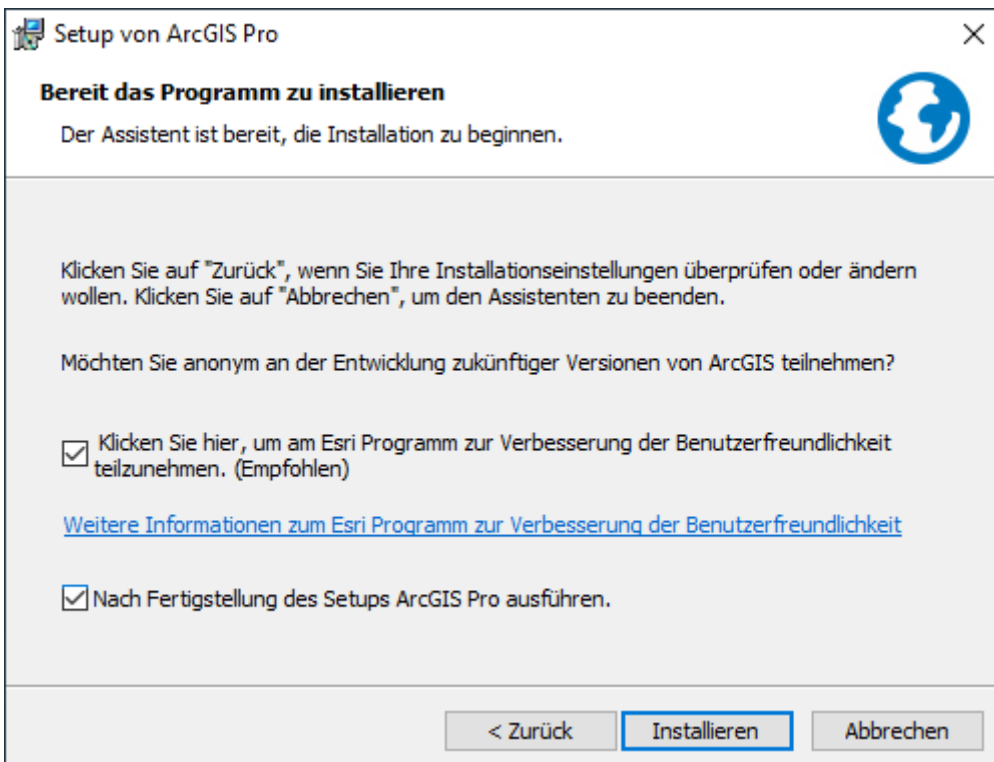 Setup von ArcGIS Pro
Bereit das Programm zu installieren
Der Assistent ist bereit, die Installation zu beginnen.
Klicken Sie auf "Zurück", wenn Sie Ihre Installationseinstellungen überprüfen oder ändern
wollen. Klicken Sie auf "Abbrechen", um den Assistenten zu beenden.
Möchten Sie anonym an der Entwicklung zukünftiger Versionen von ArcGIS teilnehmen?
Klicken Sie hier, um am Esri Programm zur Verbesserung der Benutzerfreundlichkeit
teilzunehmen. (Empfohlen)
Weitere Informationen zum Esri Programm zur Verbesserung der Benutzerfreundlichkeit
Nach Fertigstellung des Setups ArcGIS Pro ausführen.
< Zurück Installieren Abbrechen